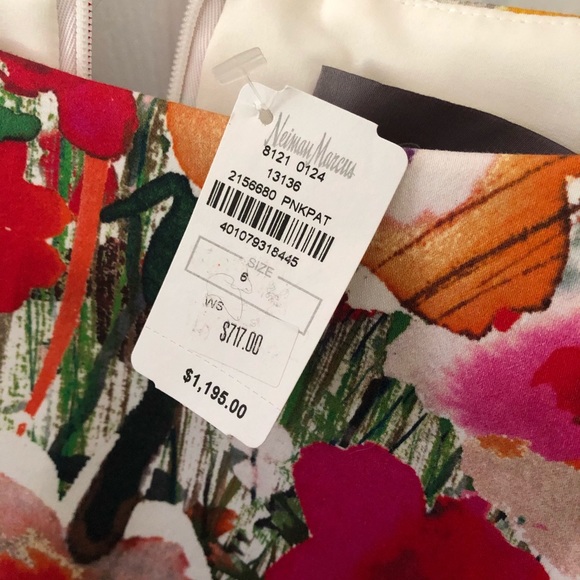 Neiman Marcus
8121 0124
13136
2156680 PNKPAT
401079318445
SIZE
6
WS
$717.00
$1,195.00